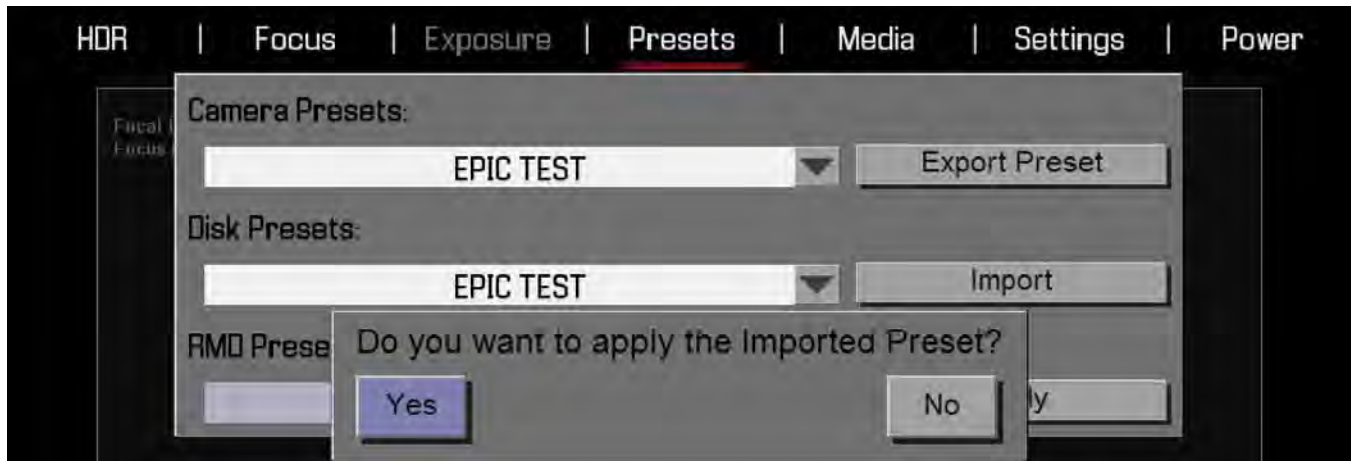 HDR | Focus | Exposure | Presets | Media | Settings | Power
Focus
Camera Presets:
EPIC TEST Export Preset
Disk Presets:
EPIC TEST Import
RMD Prese
Do you want to apply the Imported Preset?
Yes No ly